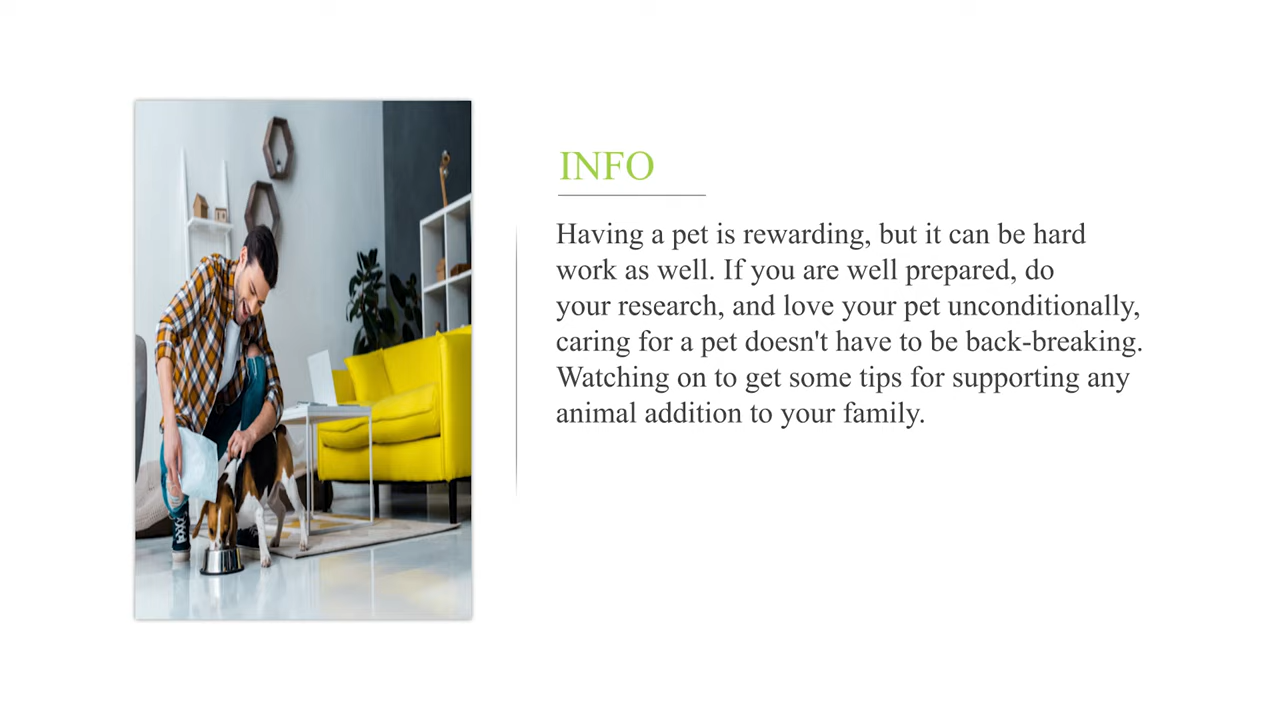 INFO
Having a pet is rewarding, but it can be hard
work as well. If you are well prepared, do
your research, and love your pet unconditionally,
caring for a pet doesn't have to be back-breaking.
Watching on to get some tips for supporting any
animal addition to your family.